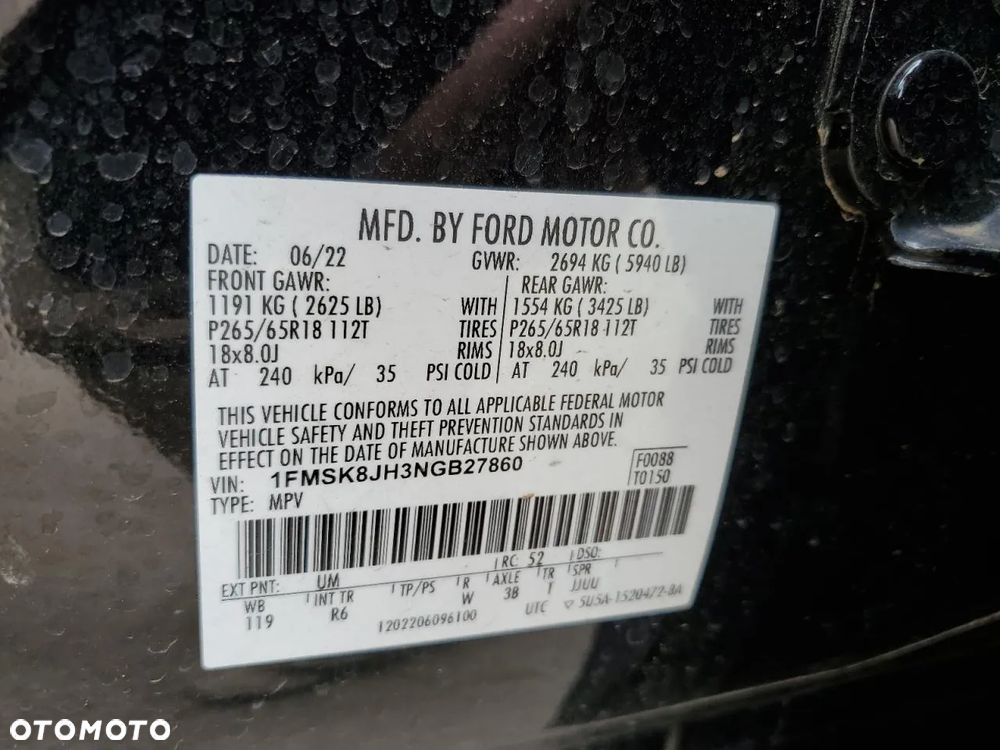 MFD. BY FORD MOTOR CO.
DATE: 06/22 GVWR: 2694 KG ( 5940 LB)
FRONT GAWR: REAR GAWR:
1191 KG ( 2625 LB) WITH 1554 KG ( 3425 LB) WITH
P265/65R18 112T TIRES P265/65R18 112T TIRES
18x8.0J RIMS 18x8.0J RIMS
AT 240 kPa/ 35 PSI COLD AT 240 kPa/ 35 PSI COLD
THIS VEHICLE CONFORMS TO ALL APPLICABLE FEDERAL MOTOR
VEHICLE SAFETY AND THEFT PREVENTION STANDARDS IN
EFFECT ON THE DATE OF MANUFACTURE SHOWN ABOVE.
VIN: 1FMSK8JH3NGB27860 F0088
TYPE: MPV T0150
EXT PNT: UM RC: 52 DSO:
WB INT TR TP/PS R AXLE TR SPR
119 R6 W 3B T JJUU
1202206096100 UTC ▽ 5U5A-1520472-BA
OTOMOTO